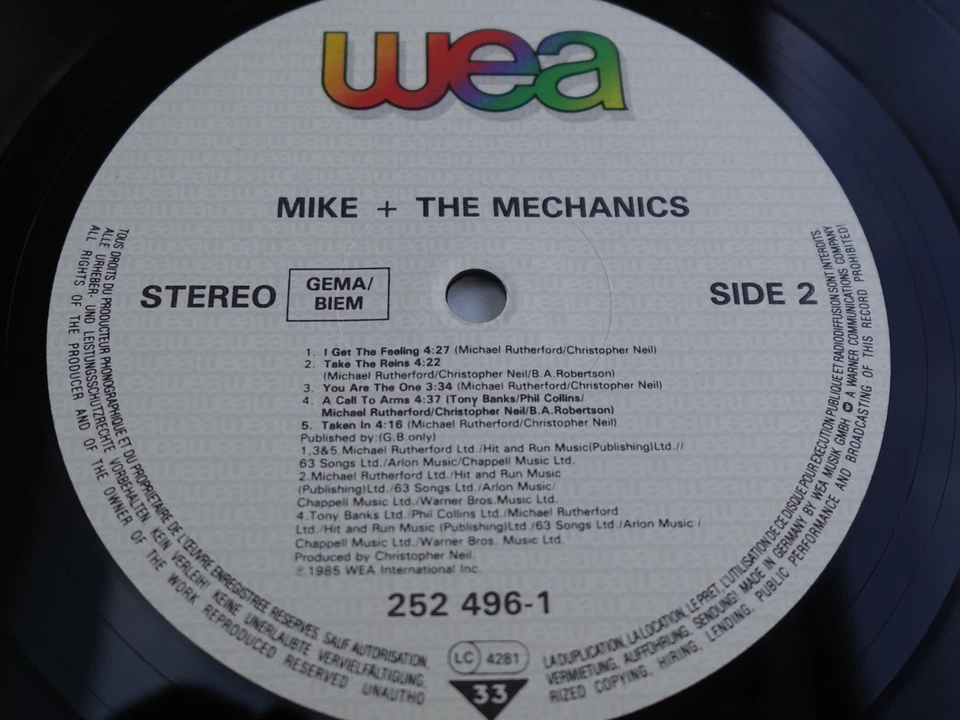 wea
MIKE + THE MECHANICS
STEREO
GEMA/
BIEM
SIDE 2
1. I Get The Feeling 4:27 (Michael Rutherford/Christopher Neil)
2. Take The Reins 4:22
(Michael Rutherford/Christopher Neil/B.A.Robertson)
3. You Are The One 3:34 (Michael Rutherford/Christopher Neil)
4. A Call To Arms 4:37 (Tony Banks/Phil Collins/
Michael Rutherford/Christopher Neil/B.A.Robertson)
5. Taken In 4:16 (Michael Rutherford/Christopher Neil)
Published by:(G.B.only)
1,3&5.Michael Rutherford Ltd./Hit and Run Music(Publishing)Ltd.//
63 Songs Ltd./Arlon Music/Chappell Music Ltd.
2.Michael Rutherford Ltd./Hit and Run Music
(Publishing)Ltd./63 Songs Ltd./Arlon Music/
Chappell Music Ltd./Warner Bros.Music Ltd.
4.Tony Banks Ltd./Phil Collins Ltd./Michael Rutherford
Ltd./Hit and Run Music (Publishing)Ltd./63 Songs Ltd./Arlon Music /
Chappell Music Ltd./Warner Bros. Music Ltd.
Produced by Christopher Neil.
℗ 1985 WEA International Inc.
252 496-1
LC 4281
33
TOUS DROITS DU PRODUCTEUR PHONOGRAPHIQUE ET DU PROPRIETAIRE DE L'ŒUVRE ENREGISTREE RESERVES. SAUF AUTORISATION,
LA DUPLICATION, LA LOCATION, LE PRET, L'UTILISATION DE CE DISQUE POUR EXECUTION PUBLIQUE ET RADIODIFFUSION SONT INTERDITS.
ALLE URHEBER- UND LEISTUNGSSCHUTZRECHTE VORBEHALTEN. KEIN VERLEIH! KEINE UNERLAUBTE VERVIELFÄLTIGUNG,
VERMIETUNG, AUFFÜHRUNG, SENDUNG! MADE IN GERMANY BY WEA MUSIK GMBH A WARNER COMMUNICATIONS COMPANY
ALL RIGHTS OF THE PRODUCER AND OF THE OWNER OF THE WORK REPRODUCED RESERVED UNAUTHO
RIZED COPYING, HIRING, LENDING, PUBLIC PERFORMANCE AND BROADCASTING OF THIS RECORD PROHIBITED!